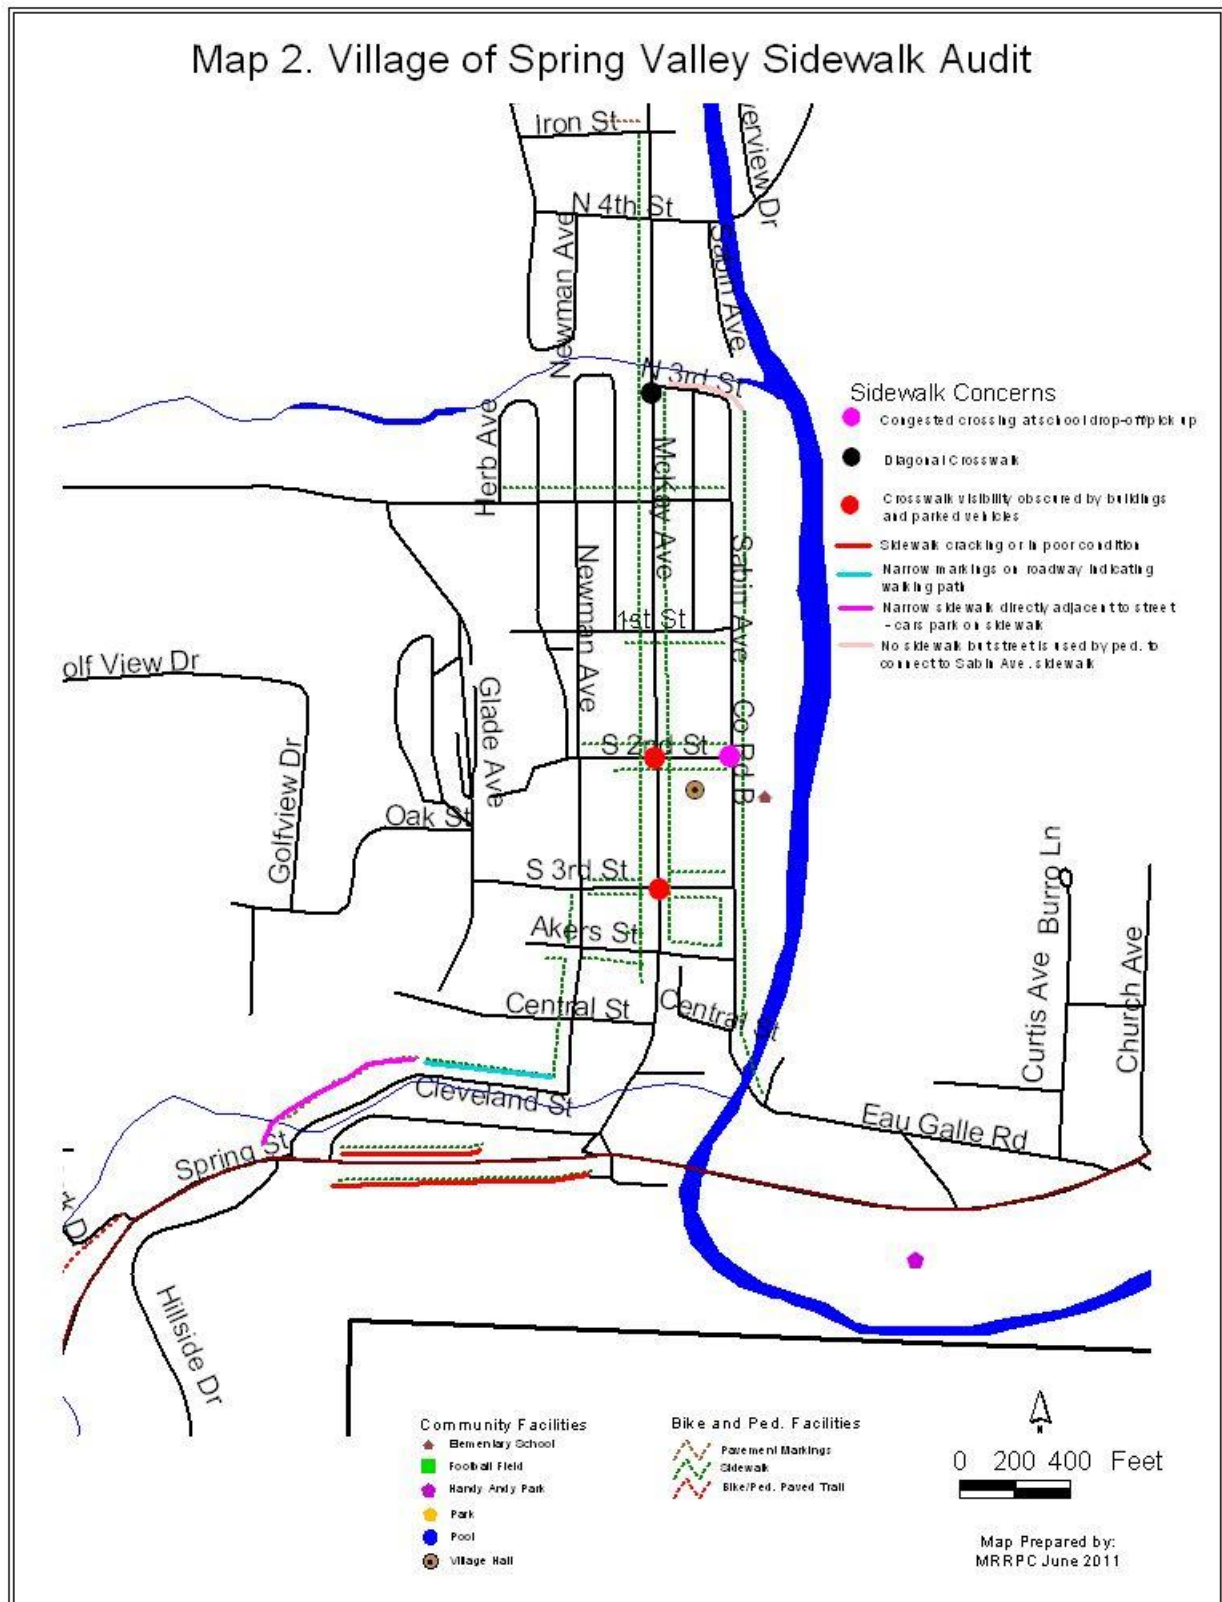 Map 2. Village of Spring Valley Sidewalk Audit
Iron St
erview Dr
N 4th St
Newman Ave
Sabin Ave
N 3rd St
Herb Ave
McKay Ave
Sidewalk Concerns
Congested crossing at school drop-off/pick up
Diagonal Crosswalk
Crosswalk visibility obscured by buildings
and parked vehicles
Sidewalk cracking or in poor condition
Narrow markings on roadway indicating
walking path
Narrow sidewalk directly adjacent to street
- cars park on sidewalk
No sidewalk but street is used by ped. to
connect to Sabin Ave. sidewalk
Newman Ave
Sabin Ave
1st St
olf View Dr
Glade Ave
Co Rd B
S 2nd St
Golfview Dr
Oak St
S 3rd St
Akers St
Burro Ln
Curtis Ave
Church Ave
Central St
Central St
Cleveland St
Eau Galle Rd
Spring St
rk D
Hillside Dr
Community Facilities
Elementary School
Football Field
Handy Andy Park
Park
Pool
Village Hall
Bike and Ped. Facilities
Pavement Markings
Sidewalk
Bike/Ped. Paved Trail
N
0 200 400 Feet
Map Prepared by:
MRRPC June 2011